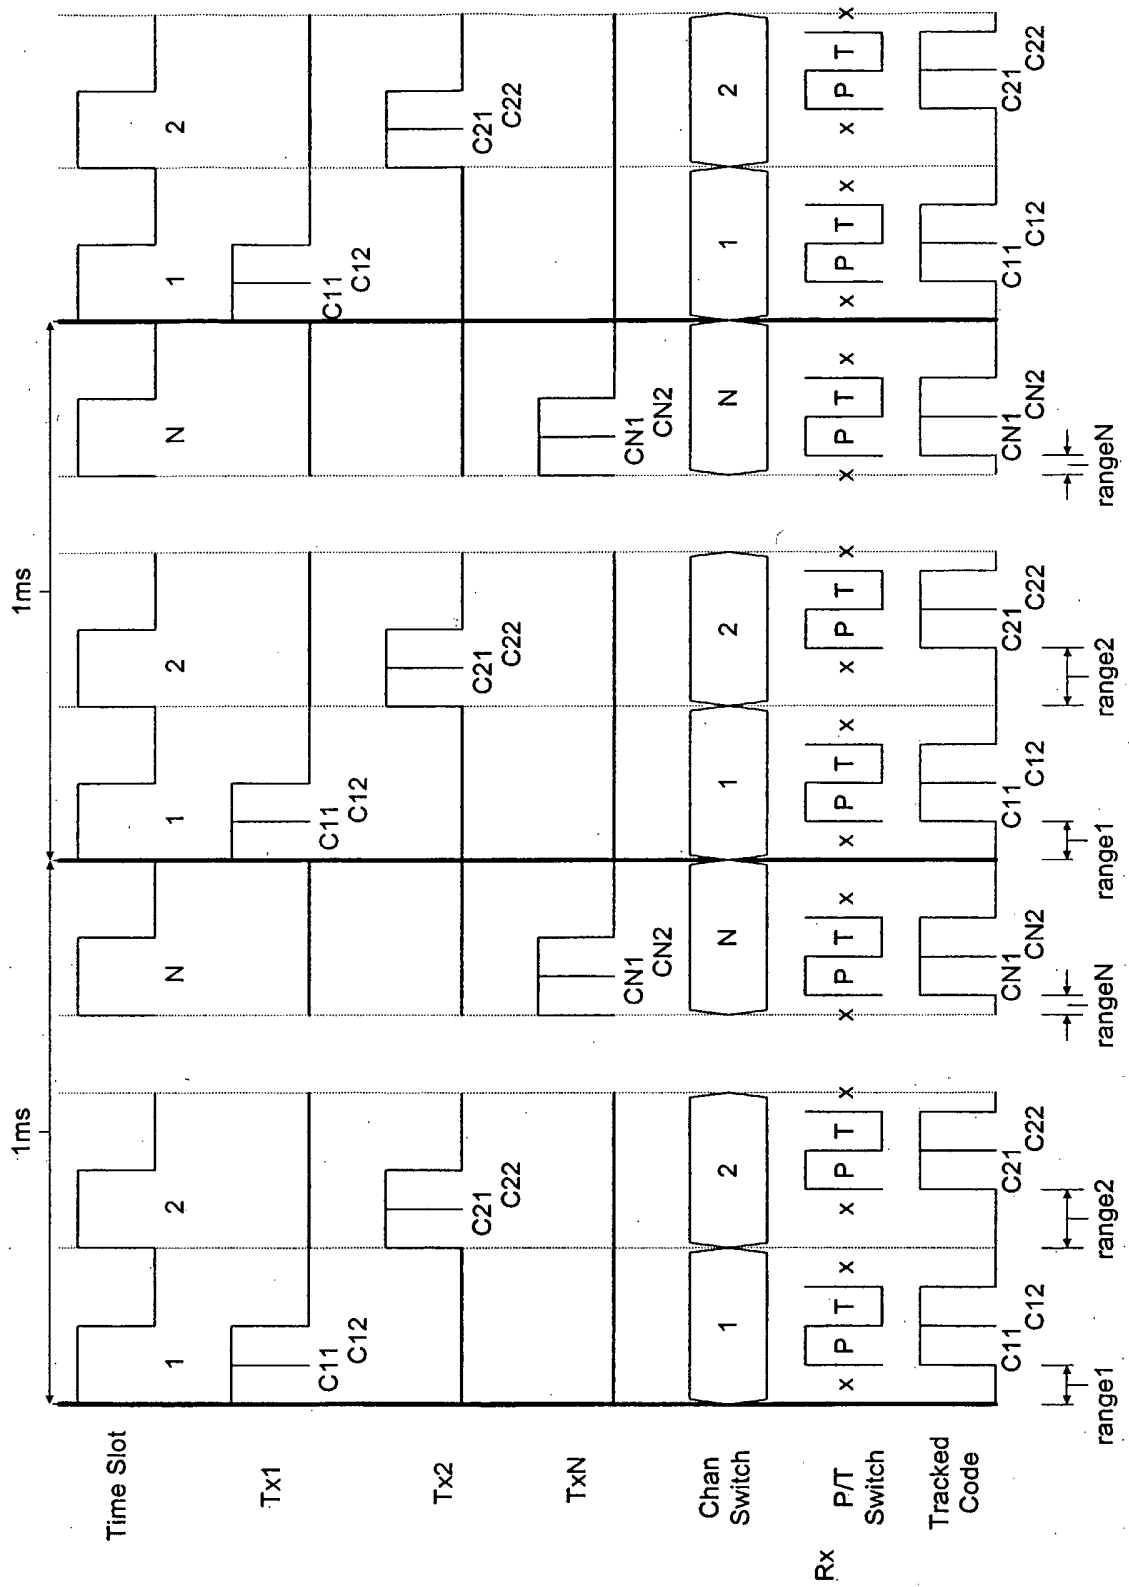 1ms 1ms
Time Slot
1 2 N 1 2 N 1 2
Tx1
C11 C11 C11
C12 C12 C12
Tx2
C21 C21 C21
C22 C22 C22
TxN
CN1 CN1
CN2 CN2
Chan
Switch
1 2 N 1 2 N 1 2
Rx
P/T
Switch
x P T x x P T x x P T x x P T x x P T x x P T x x P T x x P T x
Tracked
Code
C11 C21 CN1 C11 C21 CN1 C11 C21
C12 C22 CN2 C12 C22 CN2 C12 C22
range1 range2 rangeN range1 range2 rangeN